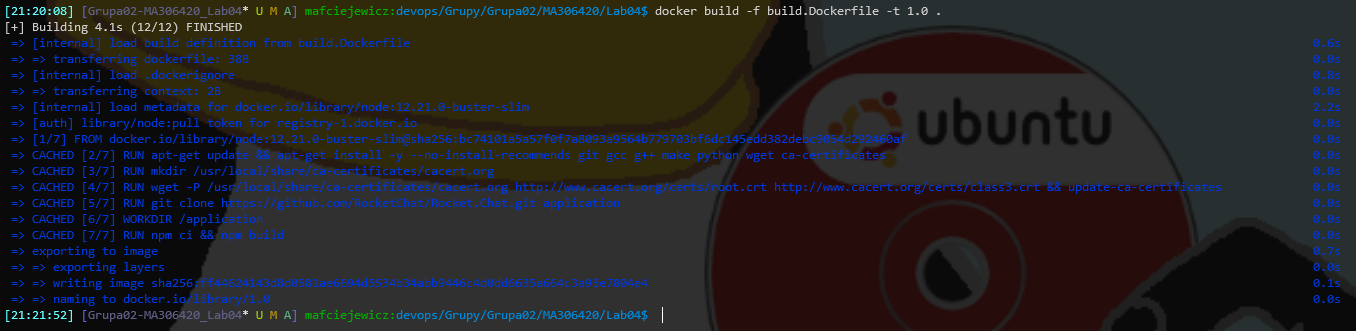 [21:20:08] [Grupa02-MA306420_Lab04* U M A] mafciejewicz:devops/Grupy/Grupa02/MA306420/Lab04$ docker build -f build.Dockerfile -t 1.0 .
[+] Building 4.1s (12/12) FINISHED
=> [internal] load build definition from build.Dockerfile 0.6s
=> => transferring dockerfile: 38B 0.0s
=> [internal] load .dockerignore 0.8s
=> => transferring context: 2B 0.0s
=> [internal] load metadata for docker.io/library/node:12.21.0-buster-slim 2.2s
=> [auth] library/node:pull token for registry-1.docker.io 0.0s
=> [1/7] FROM docker.io/library/node:12.21.0-buster-slim@sha256: 0.0s
=> CACHED [2/7] RUN apt-get update && apt-get install -y --no-install-recommends git gcc g++ make python wget ca-certificates 0.0s
=> CACHED [3/7] RUN mkdir /usr/local/share/ca-certificates/cacert.org 0.0s
=> CACHED [4/7] RUN wget -P /usr/local/share/ca-certificates/cacert.org http://www.cacert.org/certs/root.crt http://www.cacert.org/certs/class3.crt && update-ca-certificates 0.0s
=> CACHED [5/7] RUN git clone https://github.com/RocketChat/Rocket.Chat.git application 0.0s
=> CACHED [6/7] WORKDIR /application 0.0s
=> CACHED [7/7] RUN npm ci && npm build 0.0s
=> exporting to image 0.7s
=> => exporting layers 0.0s
=> => writing image 0.1s
=> => naming to docker.io/library/1.0 0.0s
[21:21:52] [Grupa02-MA306420_Lab04* U M A] mafciejewicz:devops/Grupy/Grupa02/MA306420/Lab04$
ubuntu